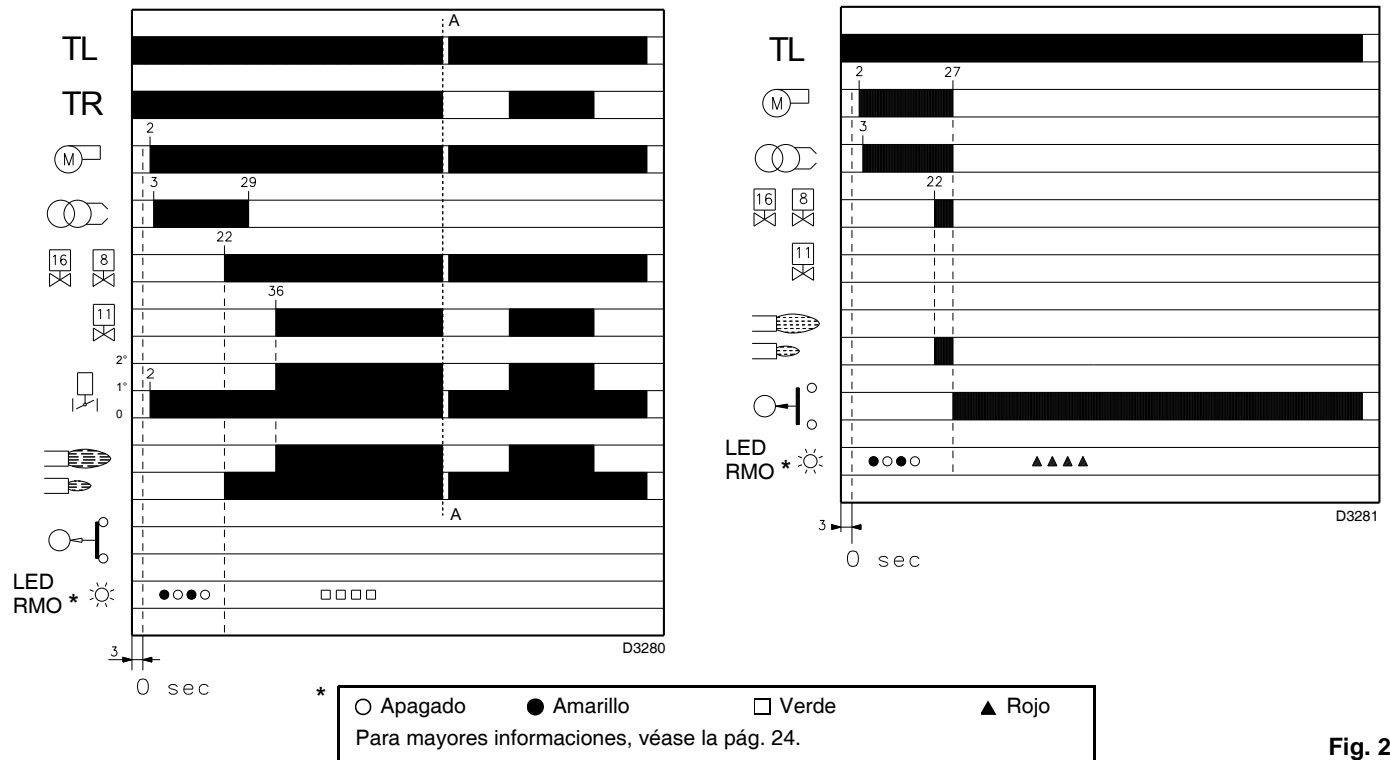 A
TL
TR
2
M
3 29
22
16 8
36
11
2°
1°
0
2
A
LED
RMO *
D3280
3
0 sec
TL
2 27
M
3
22
16 8
11
LED
RMO *
D3281
3
0 sec
*
○ Apagado ● Amarillo □ Verde ▲ Rojo
Para mayores informaciones, véase la pág. 24.
Fig. 2